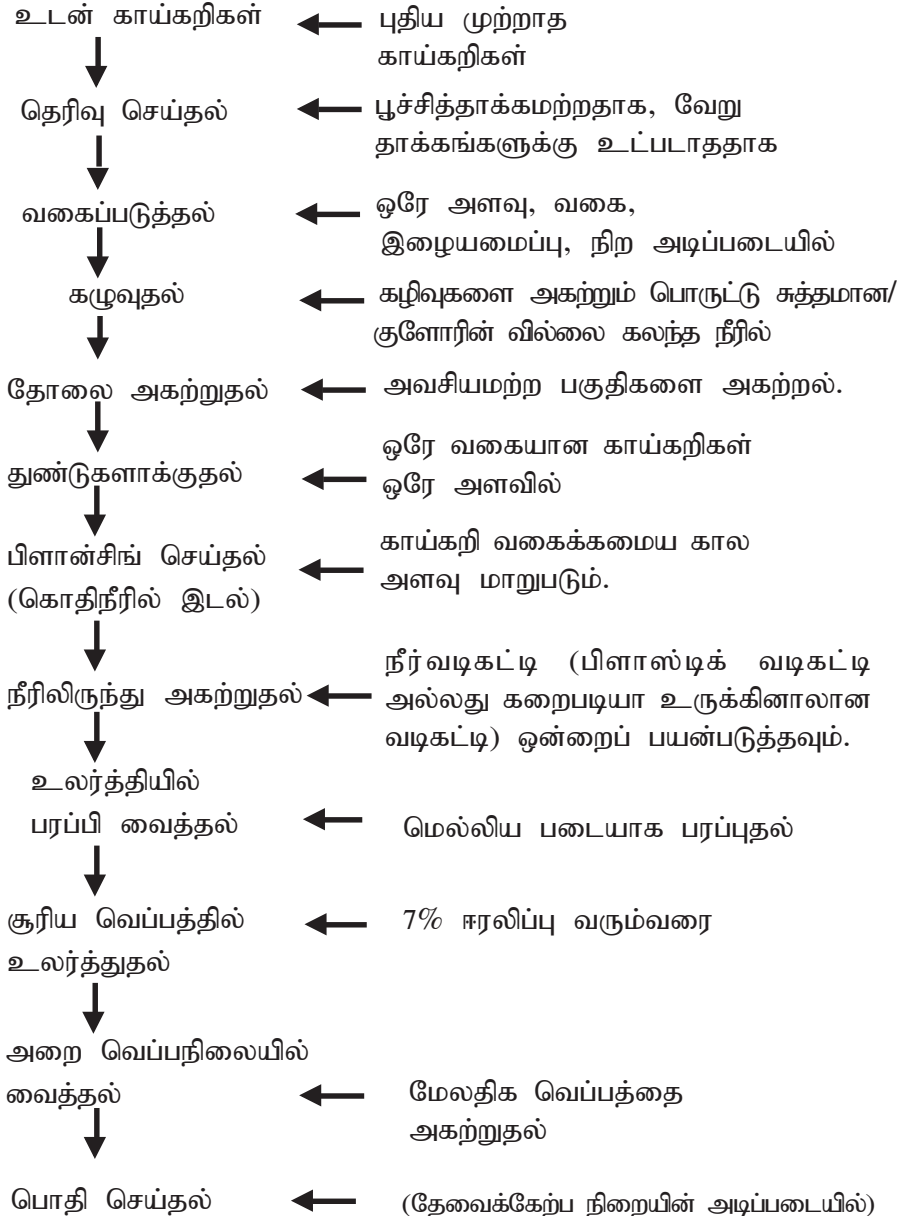 உடன் காய்கறிகள்
புதிய முற்றாத
காய்கறிகள்
தெரிவு செய்தல்
பூச்சித்தாக்கமற்றதாக, வேறு
தாக்கங்களுக்கு உட்படாததாக
வகைப்படுத்தல்
ஒரே அளவு, வகை,
இழையமைப்பு, நிற அடிப்படையில்
கழுவுதல்
கழிவுகளை அகற்றும் பொருட்டு சுத்தமான/
குளோரின் வில்லை கலந்த நீரில்
தோலை அகற்றுதல்
அவசியமற்ற பகுதிகளை அகற்றல்.
துண்டுகளாக்குதல்
ஒரே வகையான காய்கறிகள்
ஒரே அளவில்
பிளான்சிங் செய்தல்
(கொதிநீரில் இடல்)
காய்கறி வகைக்கமைய கால
அளவு மாறுபடும்.
நீரிலிருந்து அகற்றுதல்
நீர்வடிகட்டி (பிளாஸ்டிக் வடிகட்டி
அல்லது கறைபடியா உருக்கினாலான
வடிகட்டி) ஒன்றைப் பயன்படுத்தவும்.
உலர்த்தியில்
பரப்பி வைத்தல்
மெல்லிய படையாக பரப்புதல்
சூரிய வெப்பத்தில்
உலர்த்துதல்
7% ஈரலிப்பு வரும்வரை
அறை வெப்பநிலையில்
வைத்தல்
மேலதிக வெப்பத்தை
அகற்றுதல்
பொதி செய்தல்
(தேவைக்கேற்ப நிறையின் அடிப்படையில்)